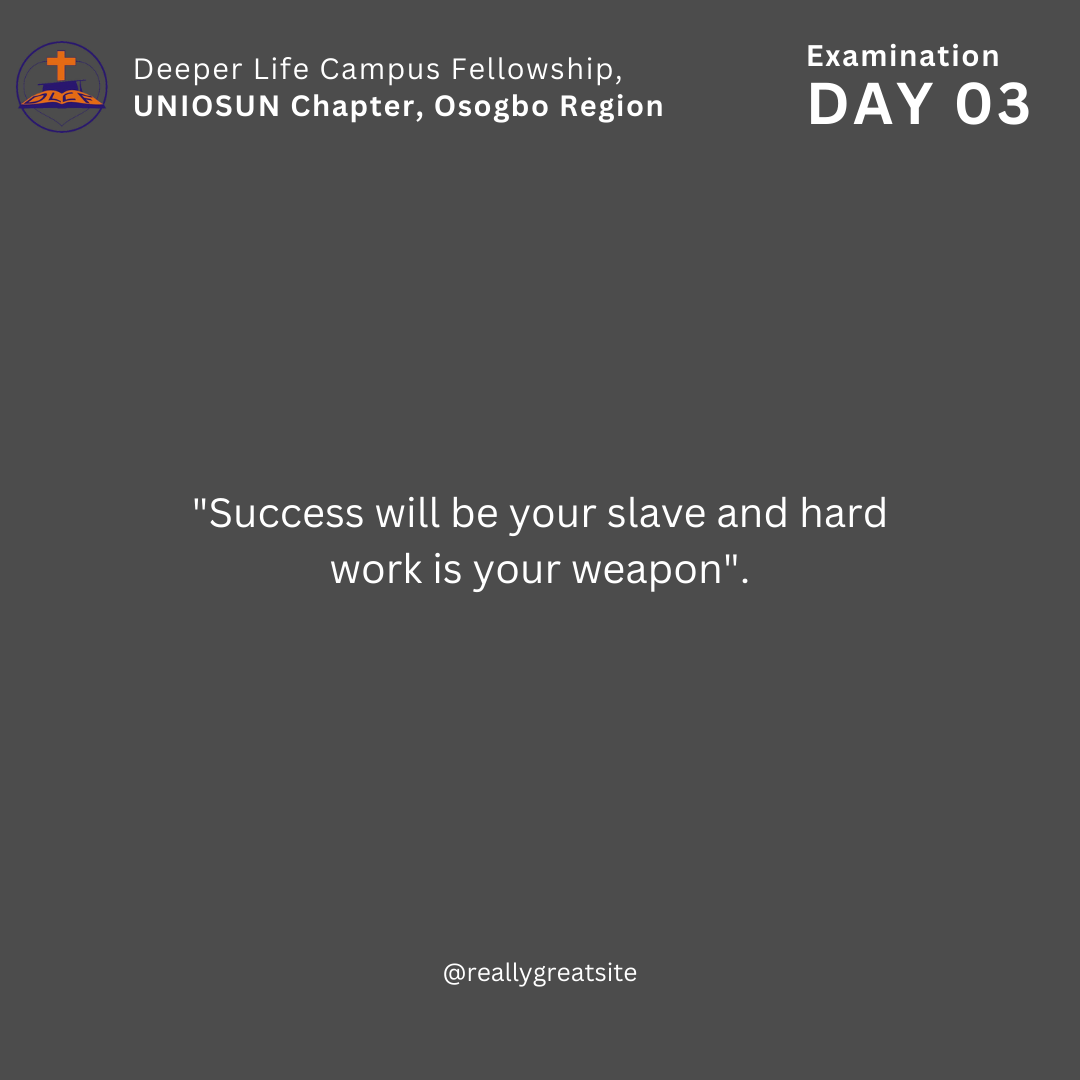 Deeper Life Campus Fellowship,
UNIOSUN Chapter, Osogbo Region
Examination
DAY 03
DLCF
"Success will be your slave and hard
work is your weapon".
@reallygreatsite